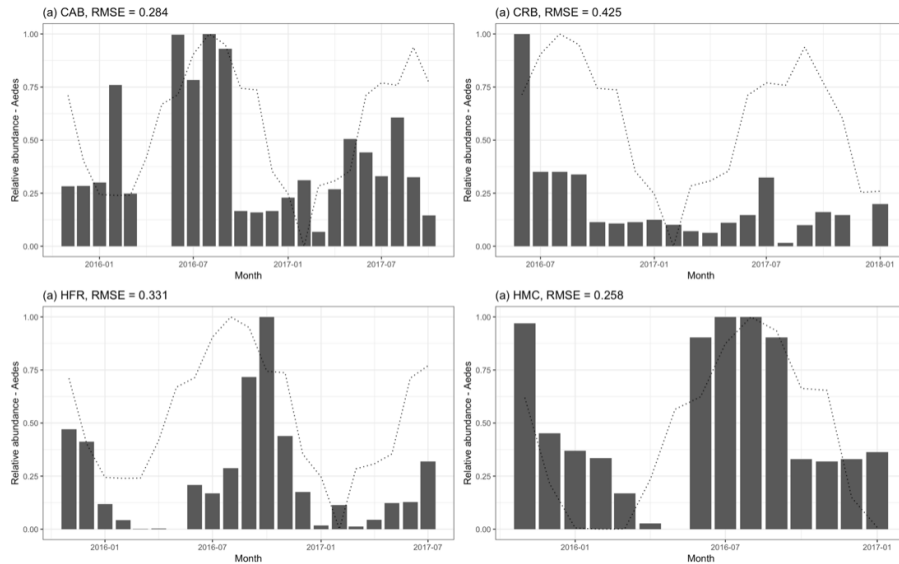 (a) CAB, RMSE = 0.284
Relative abundance - Aedes
1.00
0.75
0.50
0.25
0.00
2016-01
2016-07
2017-01
2017-07
Month
(a) CRB, RMSE = 0.425
Relative abundance - Aedes
1.00
0.75
0.50
0.25
0.00
2016-07
2017-01
2017-07
2018-01
Month
(a) HFR, RMSE = 0.331
Relative abundance - Aedes
1.00
0.75
0.50
0.25
0.00
2016-01
2016-07
2017-01
2017-07
Month
(a) HMC, RMSE = 0.258
Relative abundance - Aedes
1.00
0.75
0.50
0.25
0.00
2016-01
2016-07
2017-01
Month